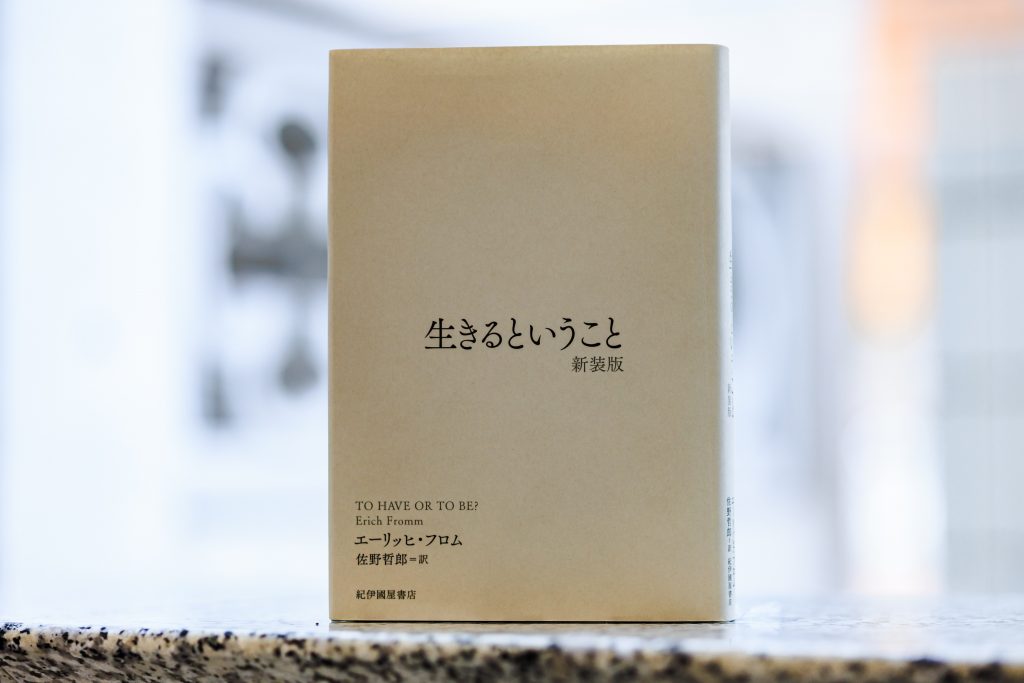 生きるということ
新装版
TO HAVE OR TO BE?
Erich Fromm
エーリッヒ・フロム
佐野哲郎=訳
紀伊國屋書店